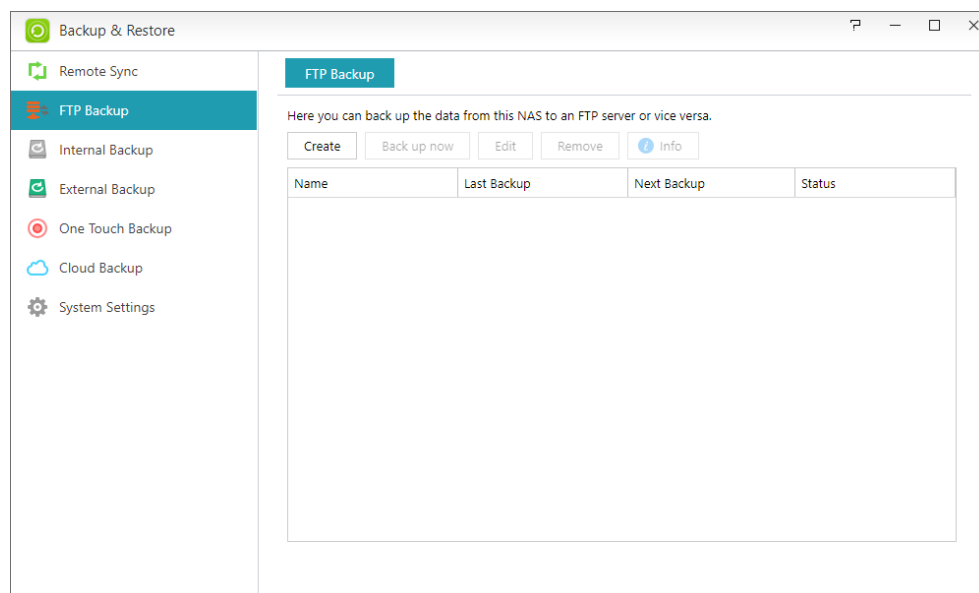 Backup & Restore
Remote Sync
FTP Backup
Internal Backup
External Backup
One Touch Backup
Cloud Backup
System Settings
FTP Backup
Here you can back up the data from this NAS to an FTP server or vice versa.
Create Back up now Edit Remove i Info
Name Last Backup Next Backup Status